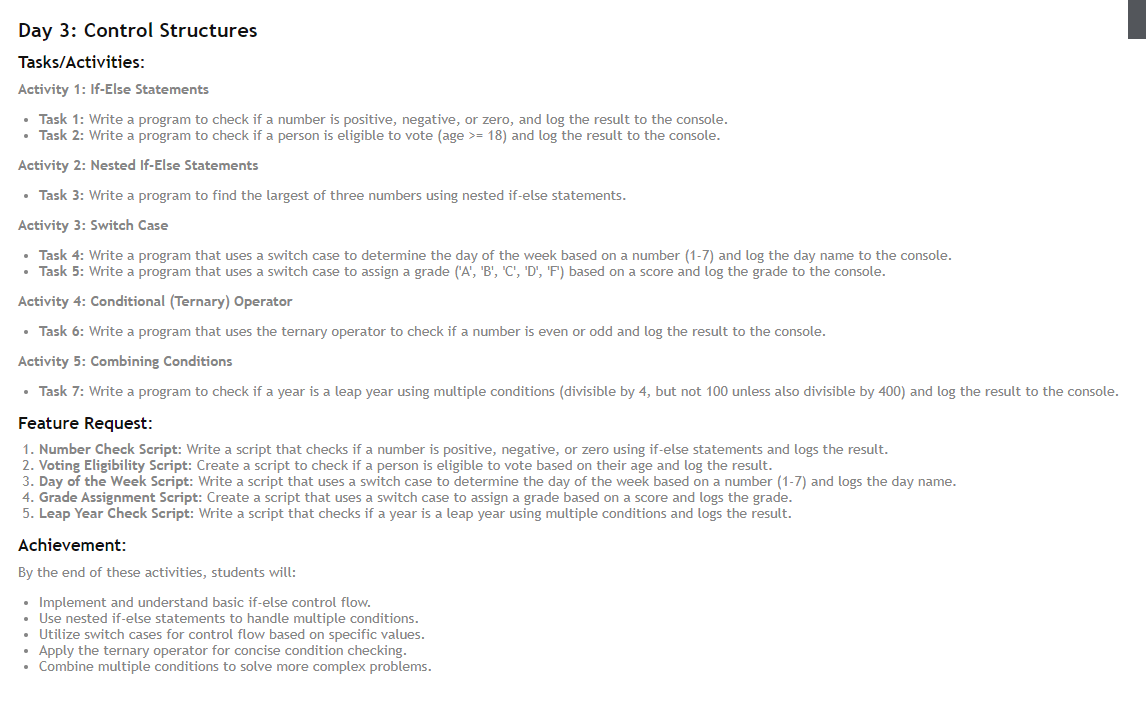 Day 3: Control Structures
Tasks/Activities:
Activity 1: If-Else Statements
• Task 1: Write a program to check if a number is positive, negative, or zero, and log the result to the console.
• Task 2: Write a program to check if a person is eligible to vote (age >= 18) and log the result to the console.
Activity 2: Nested If-Else Statements
• Task 3: Write a program to find the largest of three numbers using nested if-else statements.
Activity 3: Switch Case
• Task 4: Write a program that uses a switch case to determine the day of the week based on a number (1-7) and log the day name to the console.
• Task 5: Write a program that uses a switch case to assign a grade ('A', 'B', 'C', 'D', 'F') based on a score and log the grade to the console.
Activity 4: Conditional (Ternary) Operator
• Task 6: Write a program that uses the ternary operator to check if a number is even or odd and log the result to the console.
Activity 5: Combining Conditions
• Task 7: Write a program to check if a year is a leap year using multiple conditions (divisible by 4, but not 100 unless also divisible by 400) and log the result to the console.
Feature Request:
1. Number Check Script: Write a script that checks if a number is positive, negative, or zero using if-else statements and logs the result.
2. Voting Eligibility Script: Create a script to check if a person is eligible to vote based on their age and log the result.
3. Day of the Week Script: Write a script that uses a switch case to determine the day of the week based on a number (1-7) and logs the day name.
4. Grade Assignment Script: Create a script that uses a switch case to assign a grade based on a score and logs the grade.
5. Leap Year Check Script: Write a script that checks if a year is a leap year using multiple conditions and logs the result.
Achievement:
By the end of these activities, students will:
• Implement and understand basic if-else control flow.
• Use nested if-else statements to handle multiple conditions.
• Utilize switch cases for control flow based on specific values.
• Apply the ternary operator for concise condition checking.
• Combine multiple conditions to solve more complex problems.